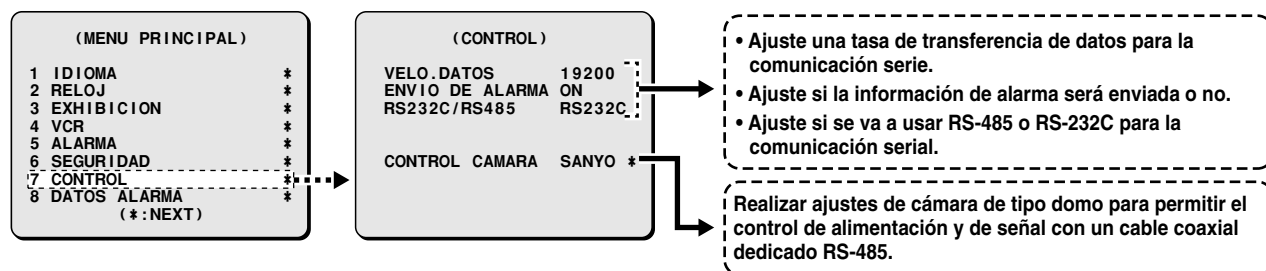 (MENU PRINCIPAL)
1 IDIOMA *
2 RELOJ *
3 EXHIBICION *
4 VCR *
5 ALARMA *
6 SEGURIDAD *
7 CONTROL *
8 DATOS ALARMA *
(*:NEXT)
(CONTROL)
VELO.DATOS 19200
ENVIO DE ALARMA ON
RS232C/RS485 RS232C
CONTROL CAMARA SANYO *
• Ajuste una tasa de transferencia de datos para la
comunicación serie.
• Ajuste si la información de alarma será enviada o no.
• Ajuste si se va a usar RS-485 o RS-232C para la
comunicación serial.
Realizar ajustes de cámara de tipo domo para permitir el
control de alimentación y de señal con un cable coaxial
dedicado RS-485.